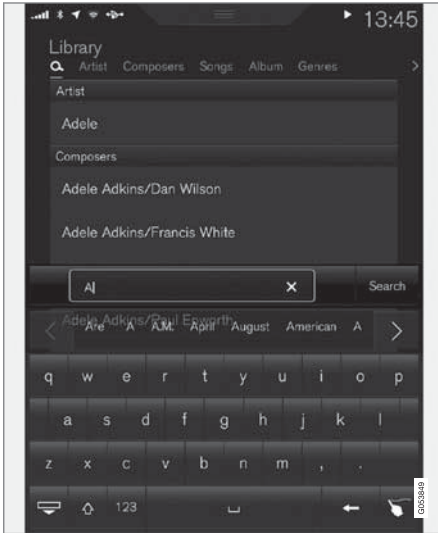 13:45
Library
Artist Composers Songs Album Genres >
Artist
Adele
Composers
Adele Adkins/Dan Wilson
Adele Adkins/Francis White
A
Search
Adele Adkins/Paul Epworth
Are A A.M. April August American A
q w e r t y u i o p
a s d f g h j k l
z x c v b n m , .
123
G053849